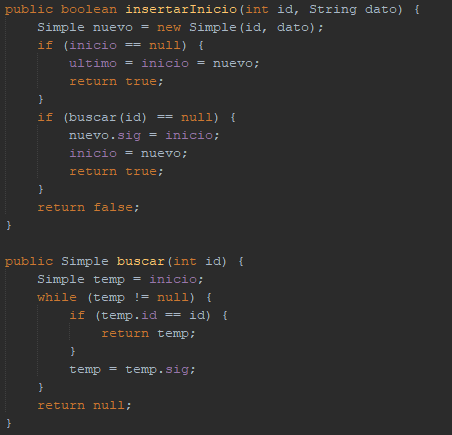 public boolean insertarInicio(int id, String dato) {
    Simple nuevo = new Simple(id, dato);
    if (inicio == null) {
        ultimo = inicio = nuevo;
        return true;
    }
    if (buscar(id) == null) {
        nuevo.sig = inicio;
        inicio = nuevo;
        return true;
    }
    return false;
}

public Simple buscar(int id) {
    Simple temp = inicio;
    while (temp != null) {
        if (temp.id == id) {
            return temp;
        }
        temp = temp.sig;
    }
    return null;
}